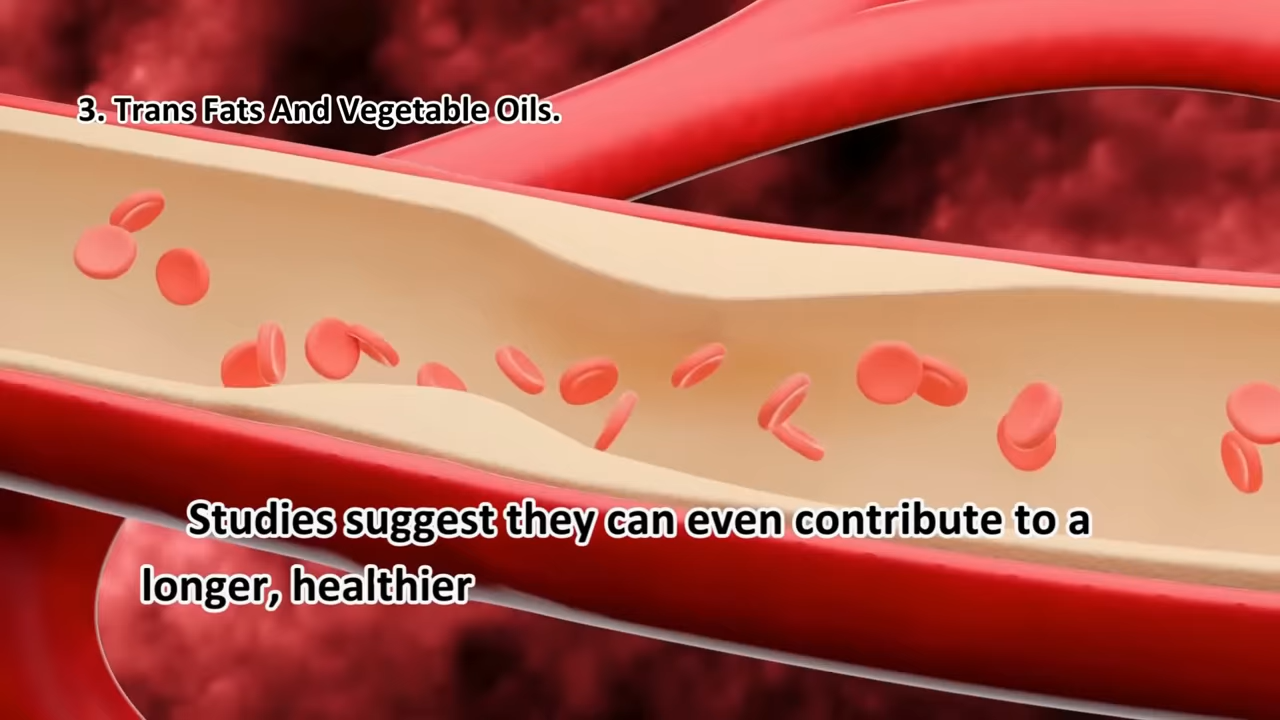 3. Trans Fats And Vegetable Oils.
Studies suggest they can even contribute to a
longer, healthier